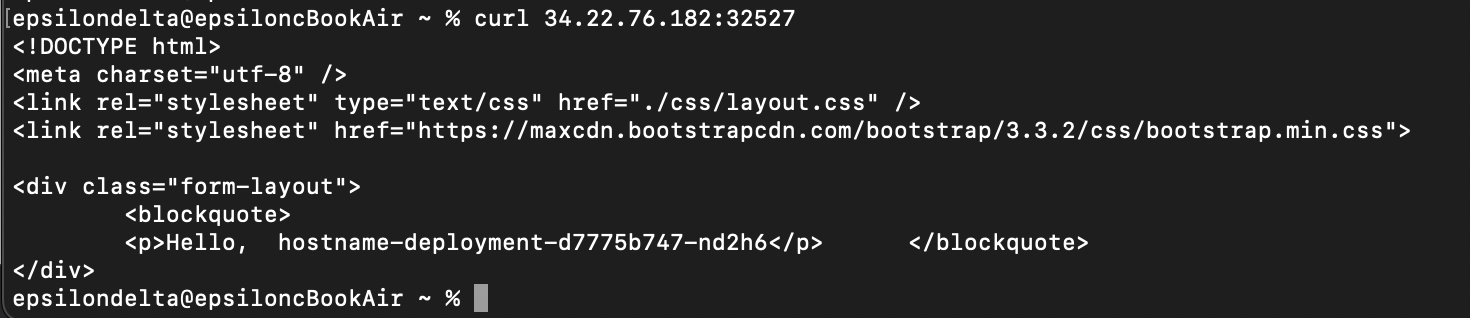 [epsilondelta@epsiloncBookAir ~ % curl 34.22.76.182:32527
<!DOCTYPE html>
<meta charset="utf-8" />
<link rel="stylesheet" type="text/css" href="./css/layout.css" />
<link rel="stylesheet" href="https://maxcdn.bootstrapcdn.com/bootstrap/3.3.2/css/bootstrap.min.css">
<div class="form-layout">
<blockquote>
<p>Hello,  hostname-deployment-d7775b747-nd2h6</p>      </blockquote>
</div>
epsilondelta@epsiloncBookAir ~ %